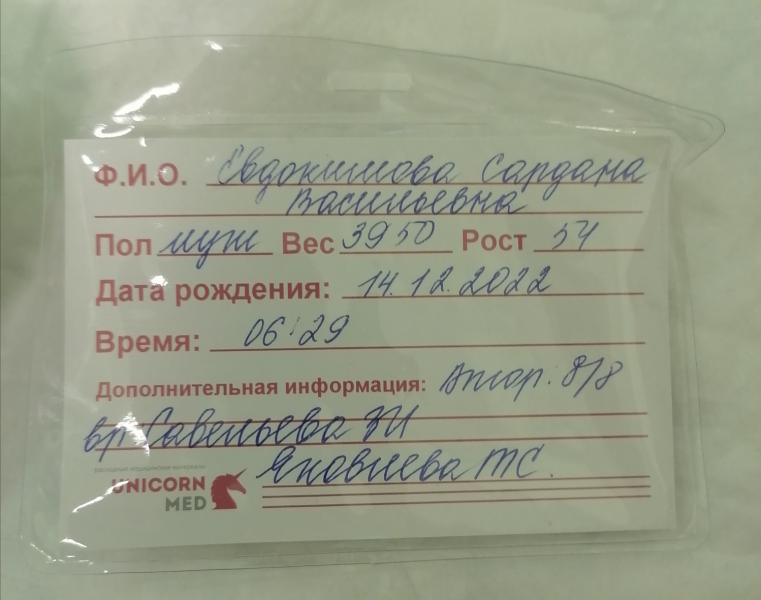 Ф.И.О. Евдокимова Сардана
Васильевна
Пол муж Вес 3950 Рост 54
Дата рождения: 14.12.2022
Время: 06:29
Дополнительная информация: Апгар. 8/8
вр Савельева
Яковлева ТС.
UNICORN
MED